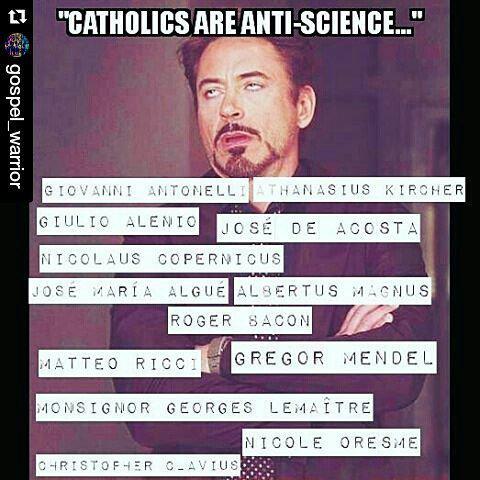 "CATHOLICS ARE ANTI-SCIENCE..."
gospel_warrior
GIOVANNI ANTONELLI
ATHANASIUS KIRCHER
GIULIO ALENIO
JOSÉ DE ACOSTA
NICOLAUS COPERNICUS
JOSÉ MARÍA ALGUÉ
ALBERTUS MAGNUS
ROGER BACON
MATTEO RICCI
GREGOR MENDEL
MONSIGNOR GEORGES LEMAÎTRE
NICOLE ORESME
CHRISTOPHER CLAVIUS